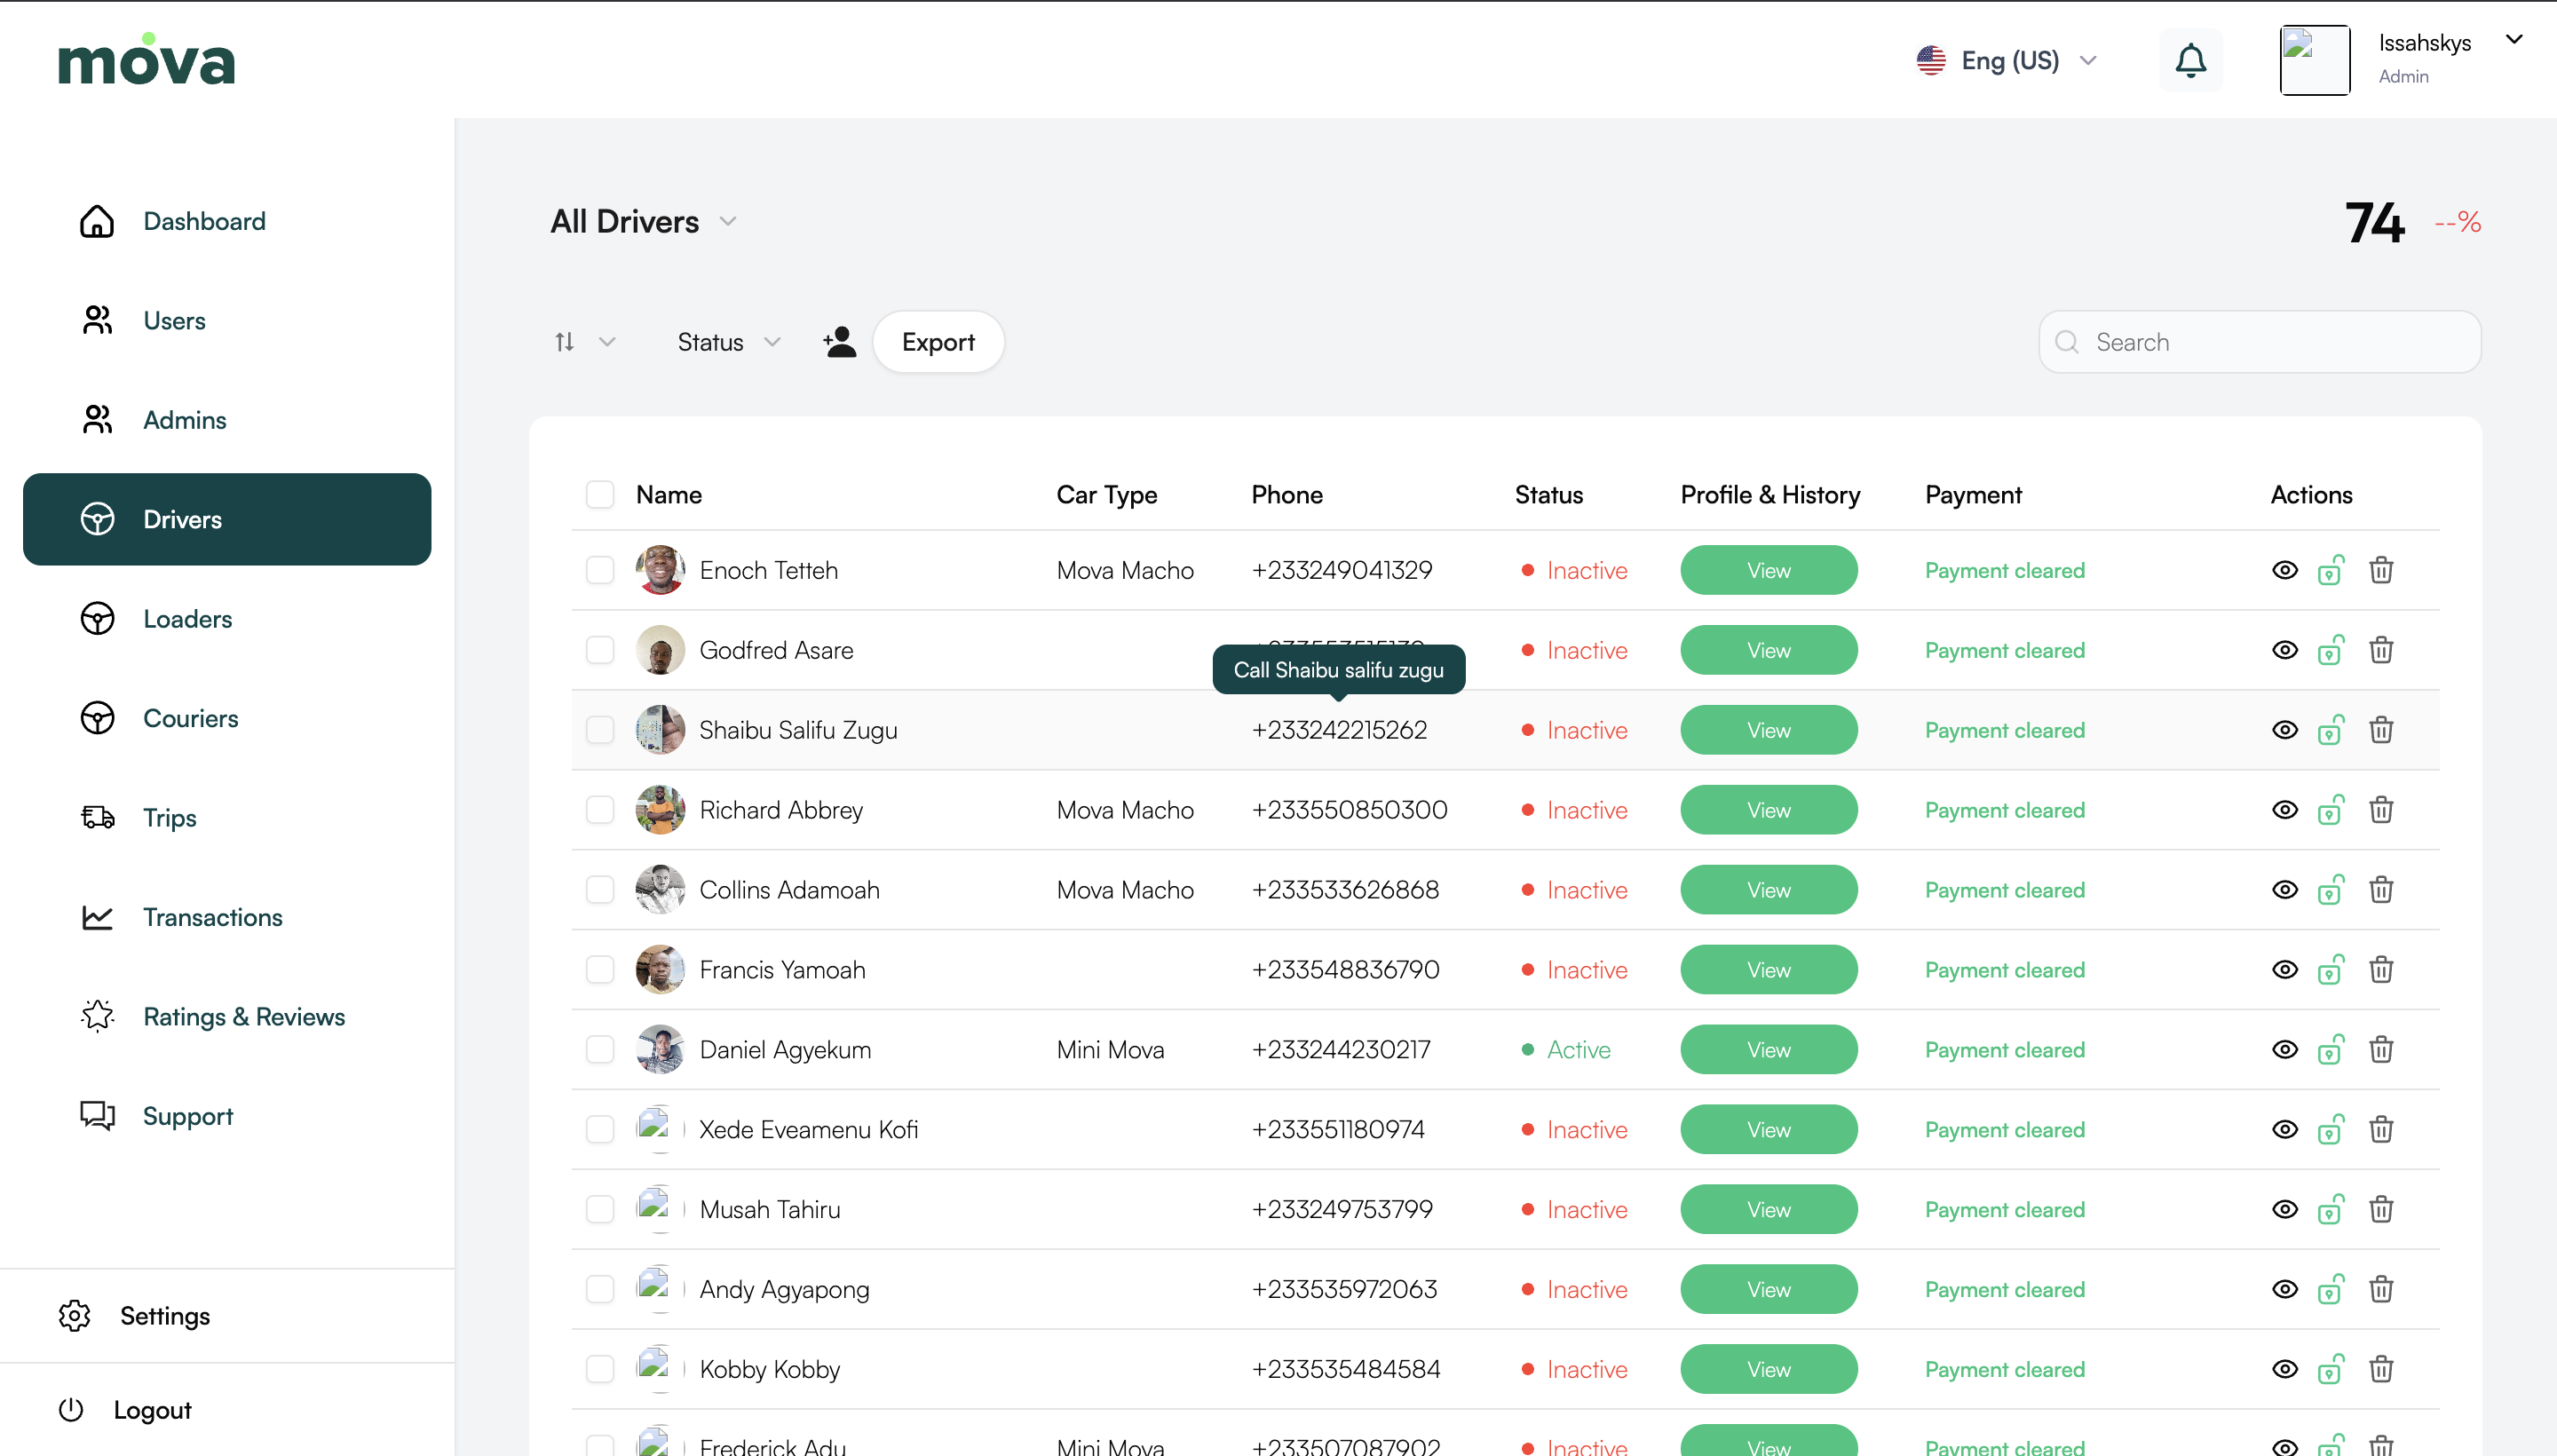 mova
Eng (US)
Issahskys
Admin
Dashboard
Users
Admins
Drivers
Loaders
Couriers
Trips
Transactions
Ratings & Reviews
Support
Settings
Logout
All Drivers
74 --%
Status
Export
Search
Name Car Type Phone Status Profile & History Payment Actions
Enoch Tetteh Mova Macho +233249041329 Inactive View Payment cleared
Godfred Asare Inactive View Payment cleared
Call Shaibu salifu zugu
Shaibu Salifu Zugu +233242215262 Inactive View Payment cleared
Richard Abbrey Mova Macho +233550850300 Inactive View Payment cleared
Collins Adamoah Mova Macho +233533626868 Inactive View Payment cleared
Francis Yamoah +233548836790 Inactive View Payment cleared
Daniel Agyekum Mini Mova +233244230217 Active View Payment cleared
Xede Eveamenu Kofi +233551180974 Inactive View Payment cleared
Musah Tahiru +233249753799 Inactive View Payment cleared
Andy Agyapong +233535972063 Inactive View Payment cleared
Kobby Kobby +233535484584 Inactive View Payment cleared
Frederick Adu Mini Mova +233507087902 Inactive View Payment cleared